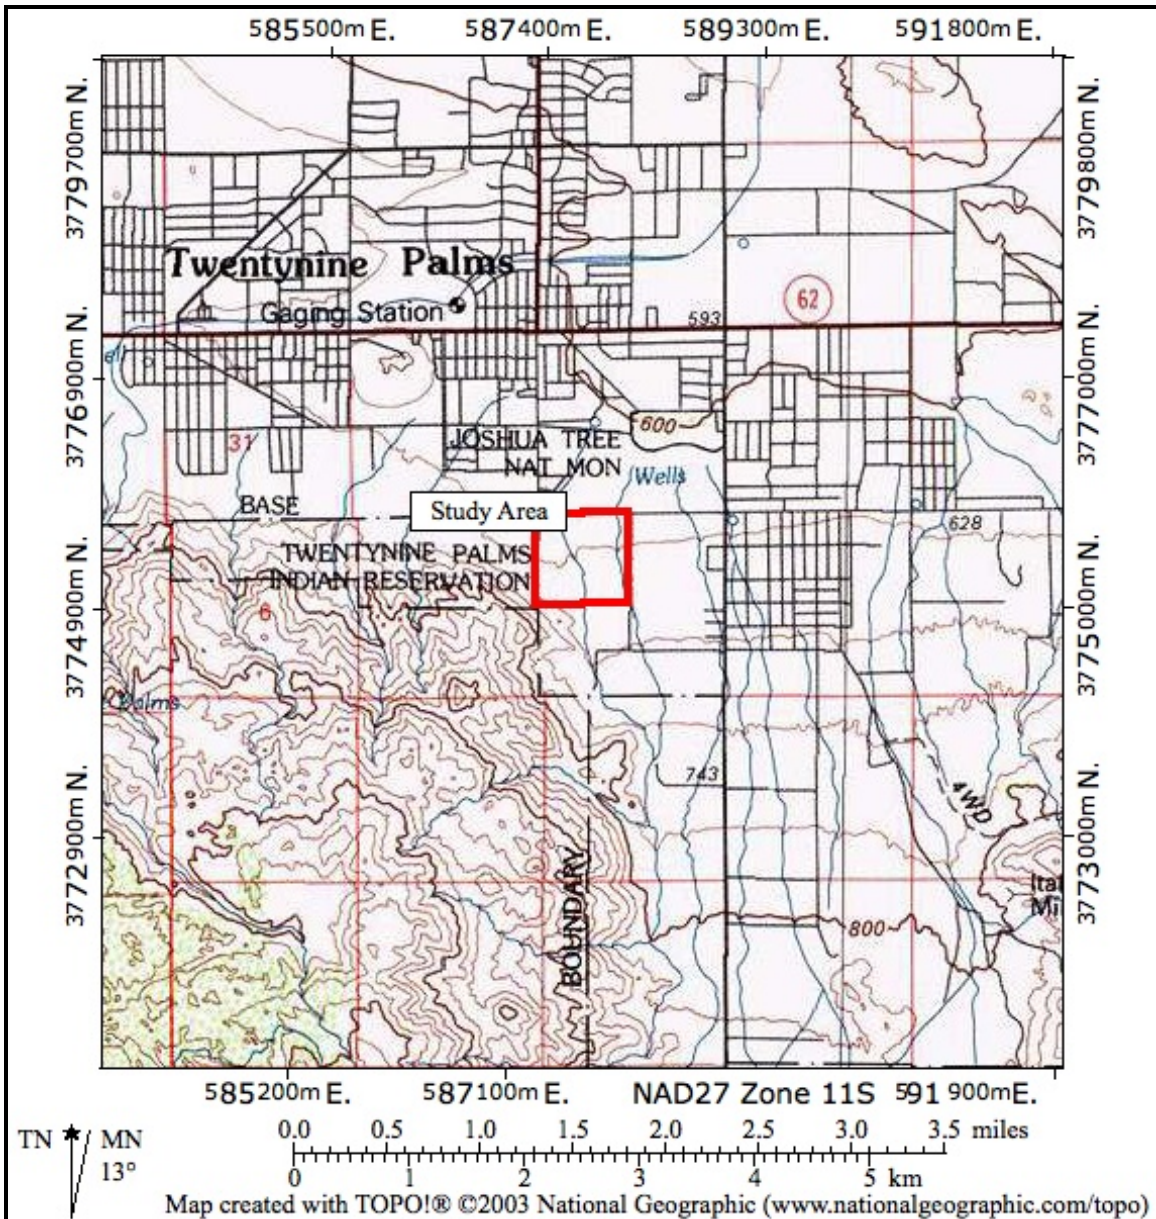 585500m E. 587400m E. 589300m E. 591800m E.
3779700m N.
3779800m N.
Twentynine Palms
62
Gaging Station
593
3776900m N.
3777000m N.
600
31
JOSHUA TREE
NAT MON
Wells
BASE
Study Area
628
TWENTYNINE PALMS
INDIAN RESERVATION
3774900m N.
3775000m N.
6
Palms
743
4WD
3772900m N.
3773000m N.
BOUNDARY
800
585200m E. 587100m E. NAD27 Zone 11S 591900m E.
TN MN
13°
0.0 0.5 1.0 1.5 2.0 2.5 3.0 3.5 miles
0 1 2 3 4 5 km
Map created with TOPO!® ©2003 National Geographic (www.nationalgeographic.com/topo)